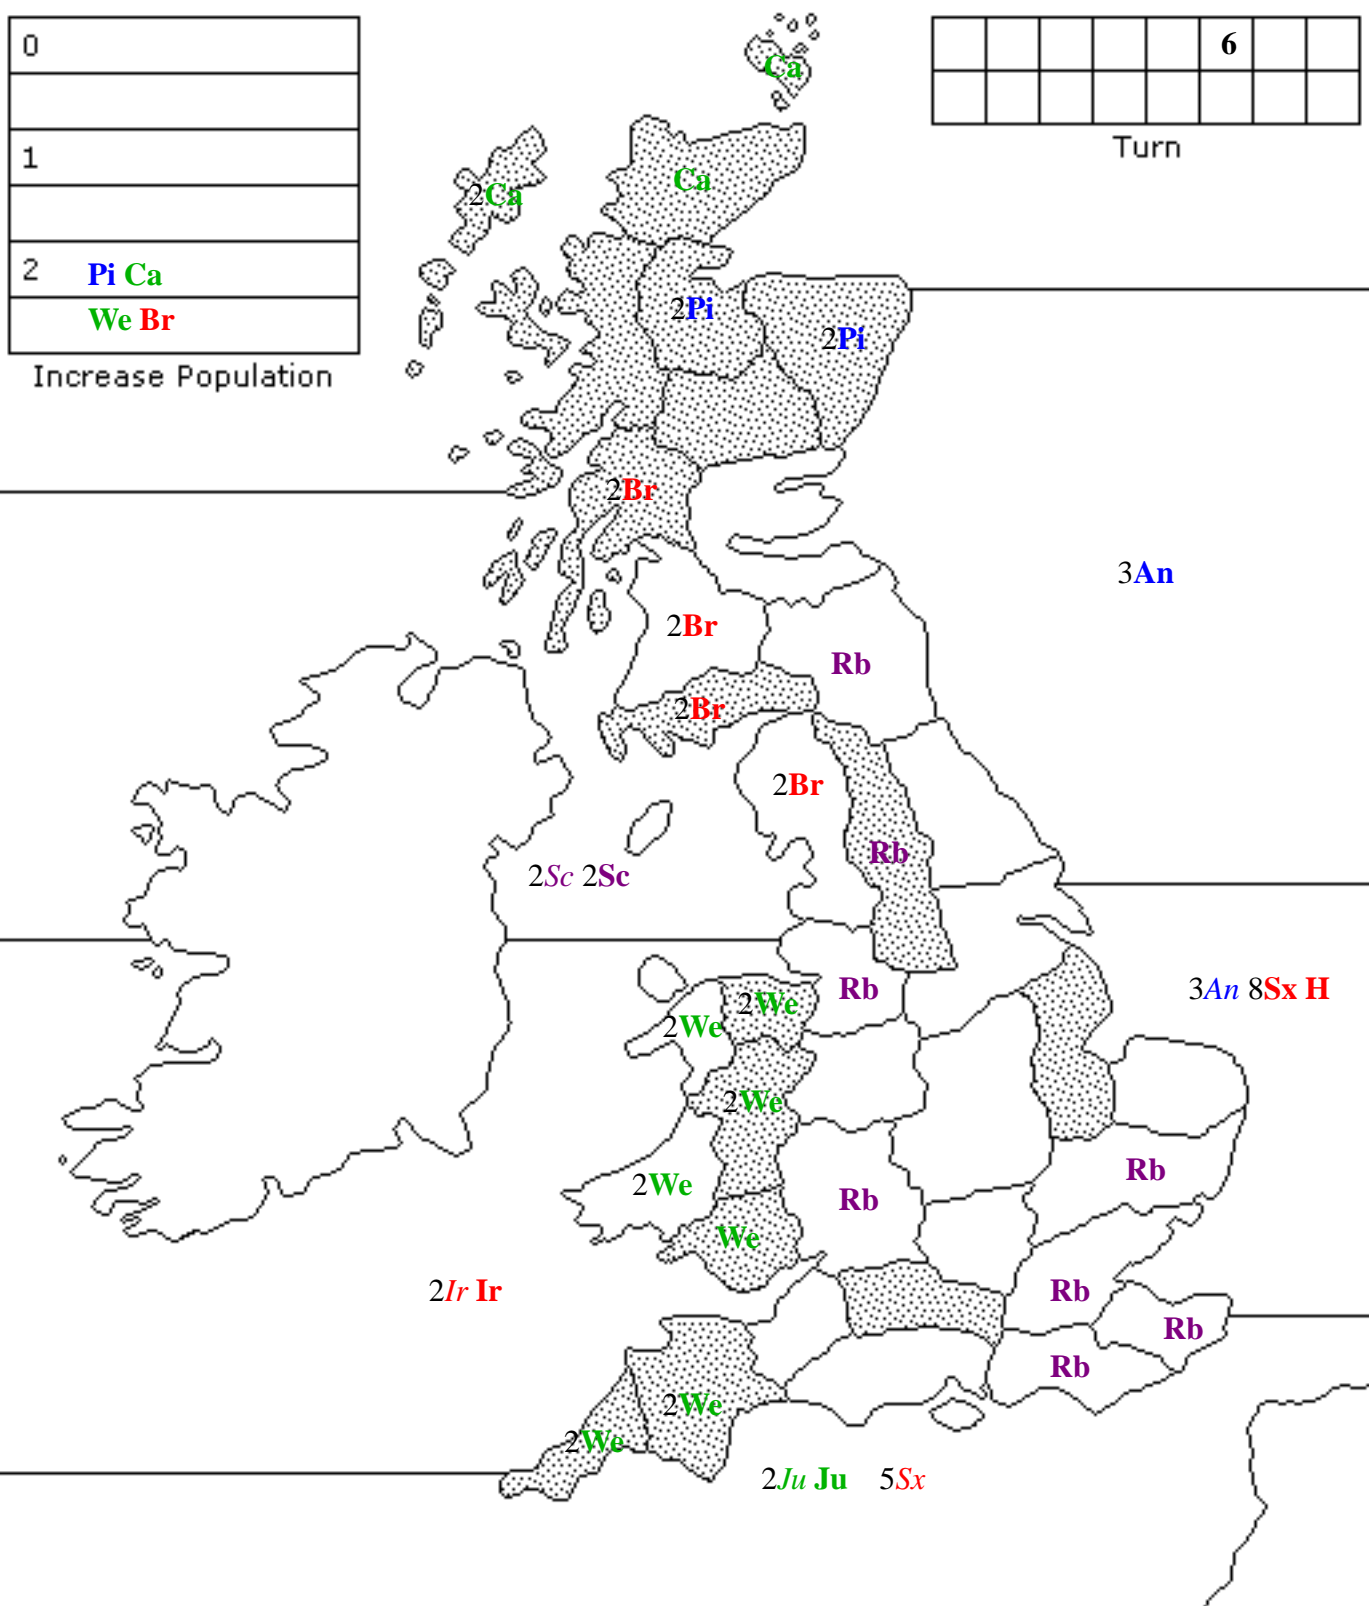 0
1
2 Pi Ca
We Br
Increase Population
6
Turn
Ca
Ca
2Ca
2Pi
2Pi
2Br
3An
2Br
Rb
2Br
2Br
Rb
2Sc 2Sc
Rb
3An 8Sx H
2We
2We
2We
Rb
2We
Rb
We
2Ir Ir
Rb
Rb
Rb
2We
2We
2Ju Ju 5Sx